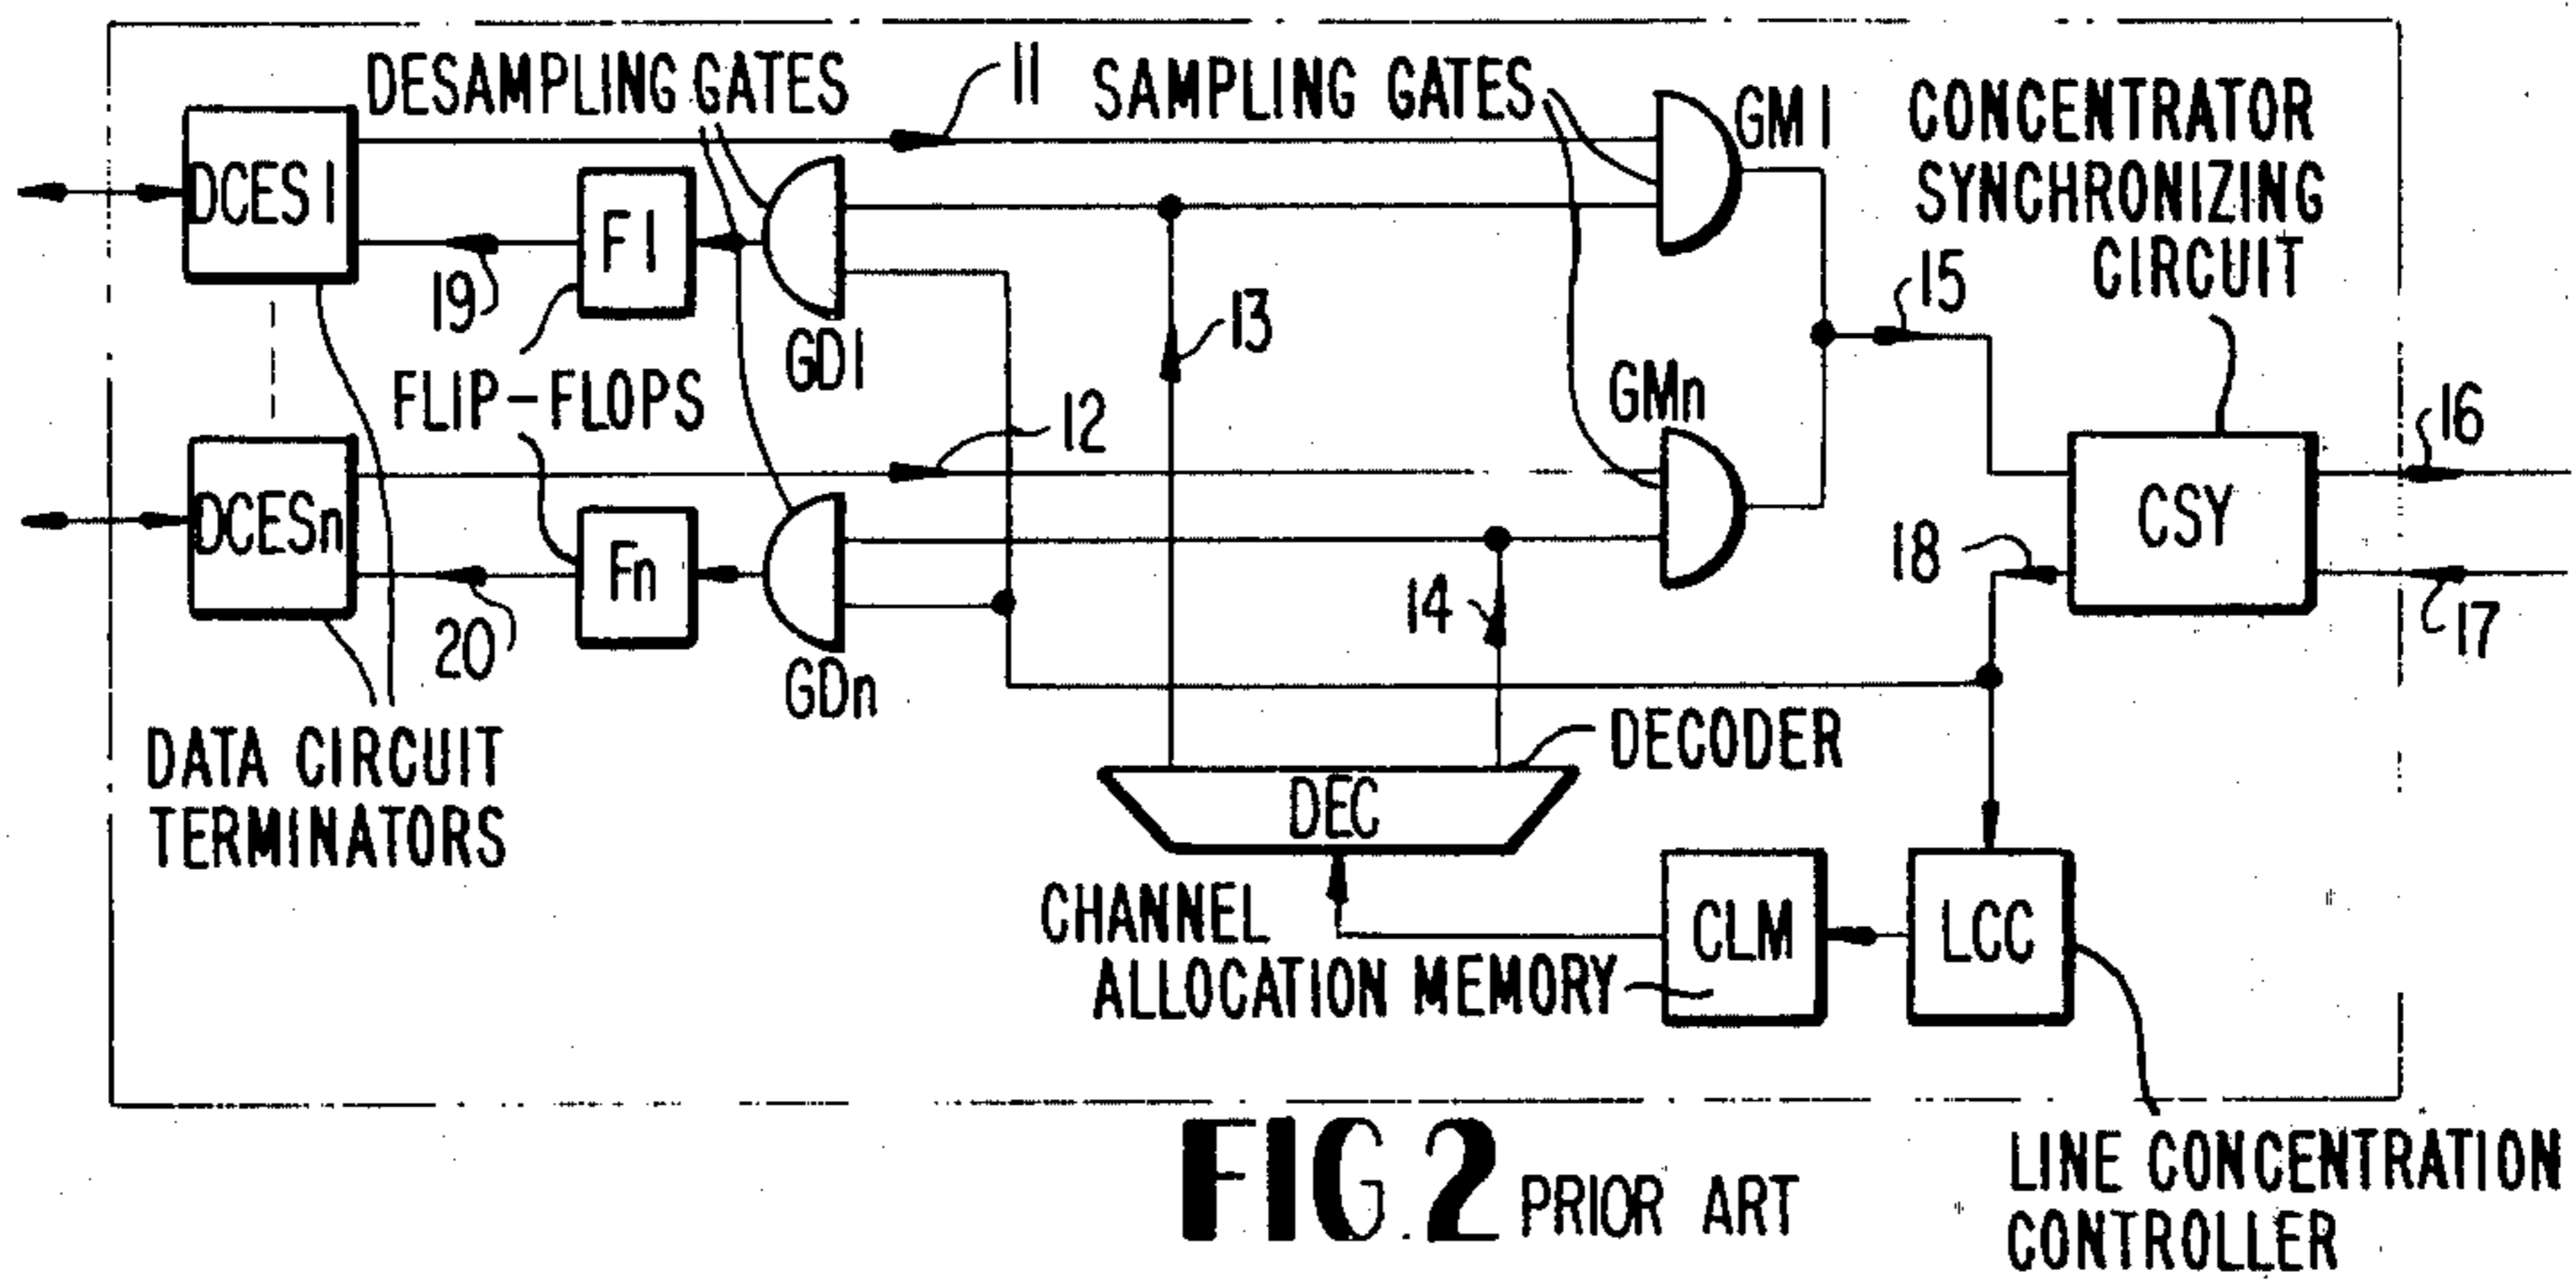 DESAMPLING GATES
11
SAMPLING GATES
GM1
CONCENTRATOR
SYNCHRONIZING
CIRCUIT
DCES1
F1
19
GD1
13
15
FLIP-FLOPS
12
GMn
16
DCESn
Fn
CSY
18
14
20
17
GDn
DATA CIRCUIT
TERMINATORS
DECODER
DEC
CHANNEL
ALLOCATION MEMORY
CLM
LCC
FIG.2 PRIOR ART
LINE CONCENTRATION
CONTROLLER